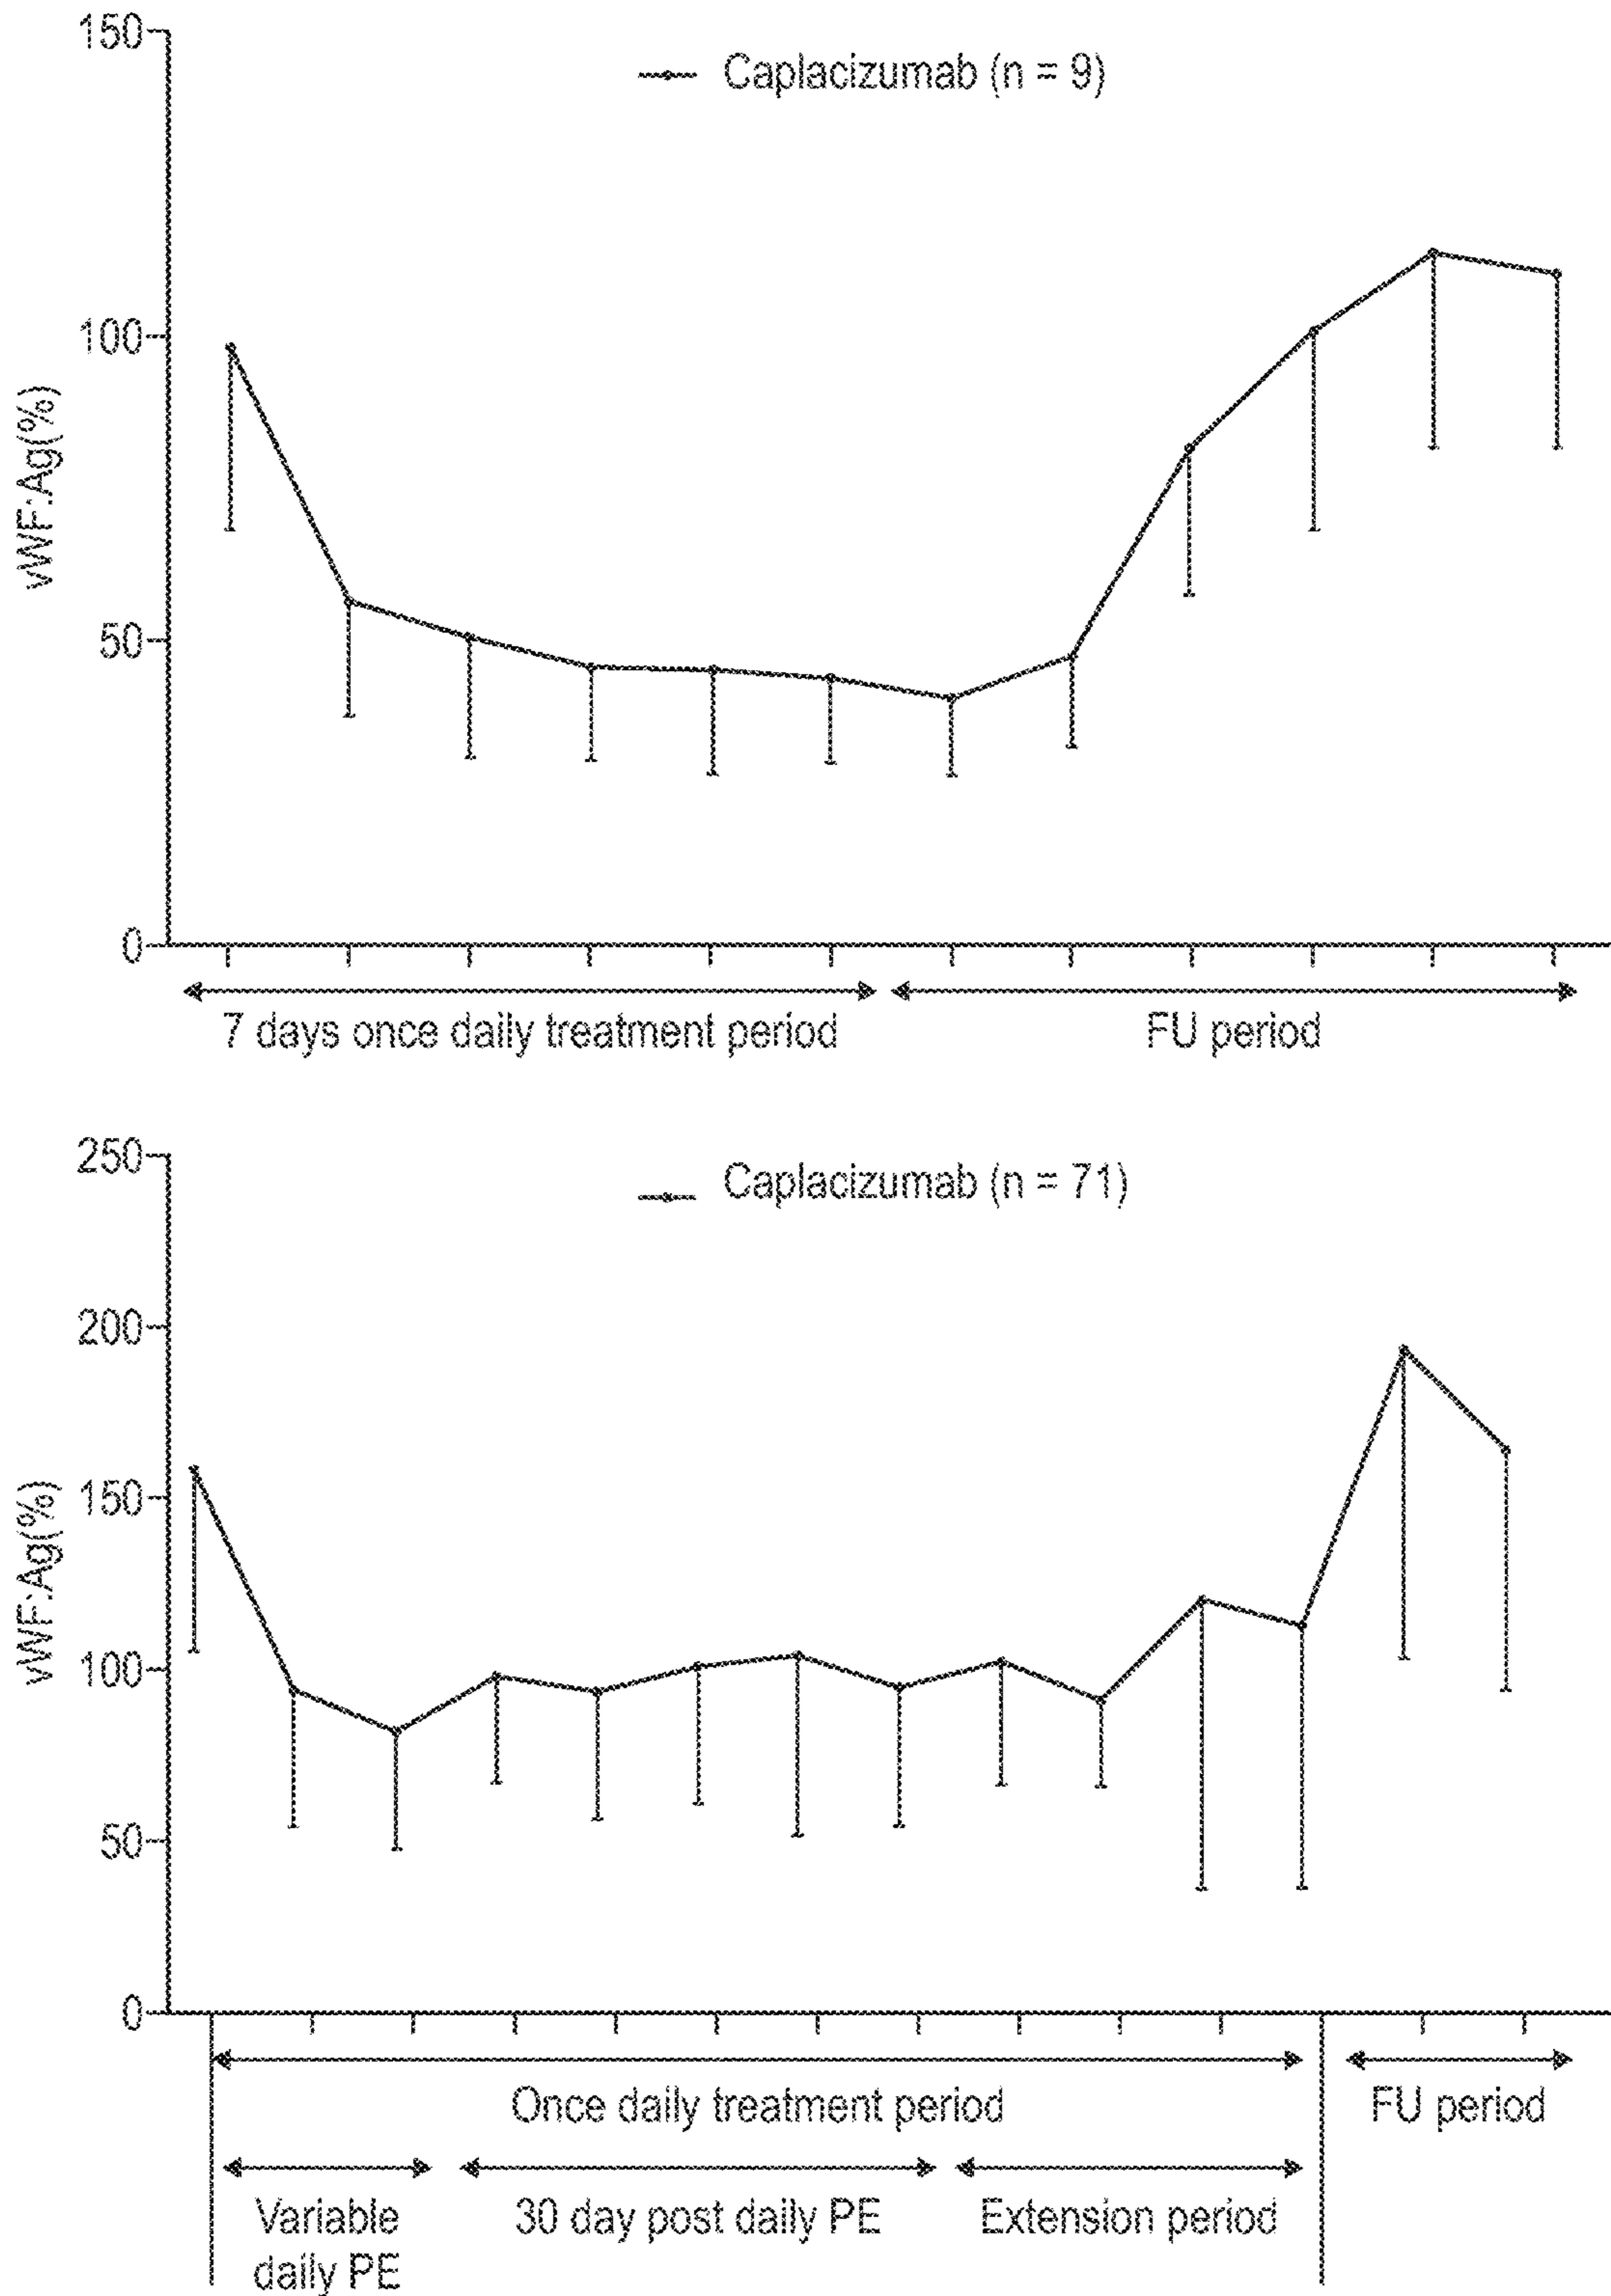 150
Caplacizumab (n = 9)
100
vWF:Ag(%)
50
0
7 days once daily treatment period
FU period
250
Caplacizumab (n = 71)
200
150
vWF:Ag(%)
100
50
0
Once daily treatment period
FU period
Variable
daily PE
30 day post daily PE
Extension period